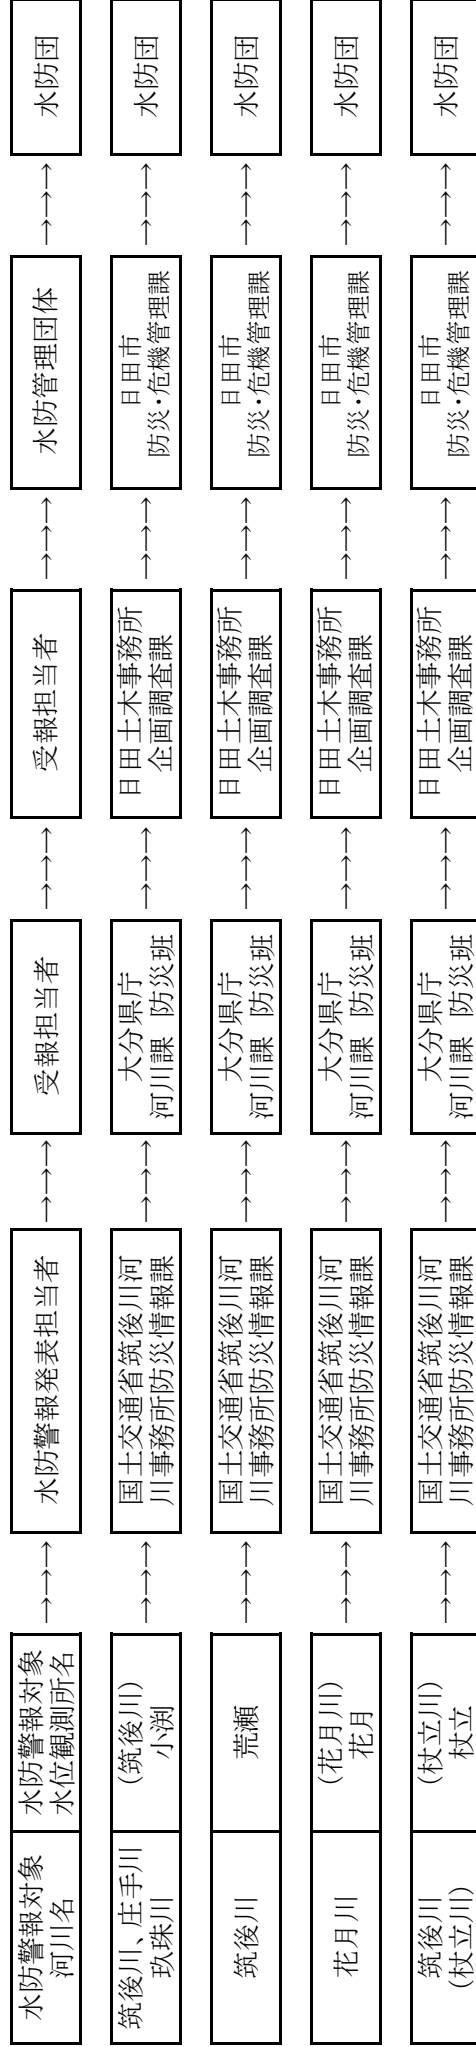 水防警報対象
河川名
水防警報対象
水位観測所名
→→→
水防警報発表担当者
→→→
受報担当者
→→→
受報担当者
→→→
水防管理団体
→→→
水防団
筑後川、庄手川
玖珠川
(筑後川)
小渕
→→→
国土交通省筑後川河
川事務所防災情報課
→→→
大分県庁
河川課 防災班
→→→
日田土木事務所
企画調査課
→→→
日田市
防災・危機管理課
→→→
水防団
筑後川
荒瀬
→→→
国土交通省筑後川河
川事務所防災情報課
→→→
大分県庁
河川課 防災班
→→→
日田土木事務所
企画調査課
→→→
日田市
防災・危機管理課
→→→
水防団
花月川
(花月川)
花月
→→→
国土交通省筑後川河
川事務所防災情報課
→→→
大分県庁
河川課 防災班
→→→
日田土木事務所
企画調査課
→→→
日田市
防災・危機管理課
→→→
水防団
筑後川
(杖立川)
(杖立川)
杖立
→→→
国土交通省筑後川河
川事務所防災情報課
→→→
大分県庁
河川課 防災班
→→→
日田土木事務所
企画調査課
→→→
日田市
防災・危機管理課
→→→
水防団